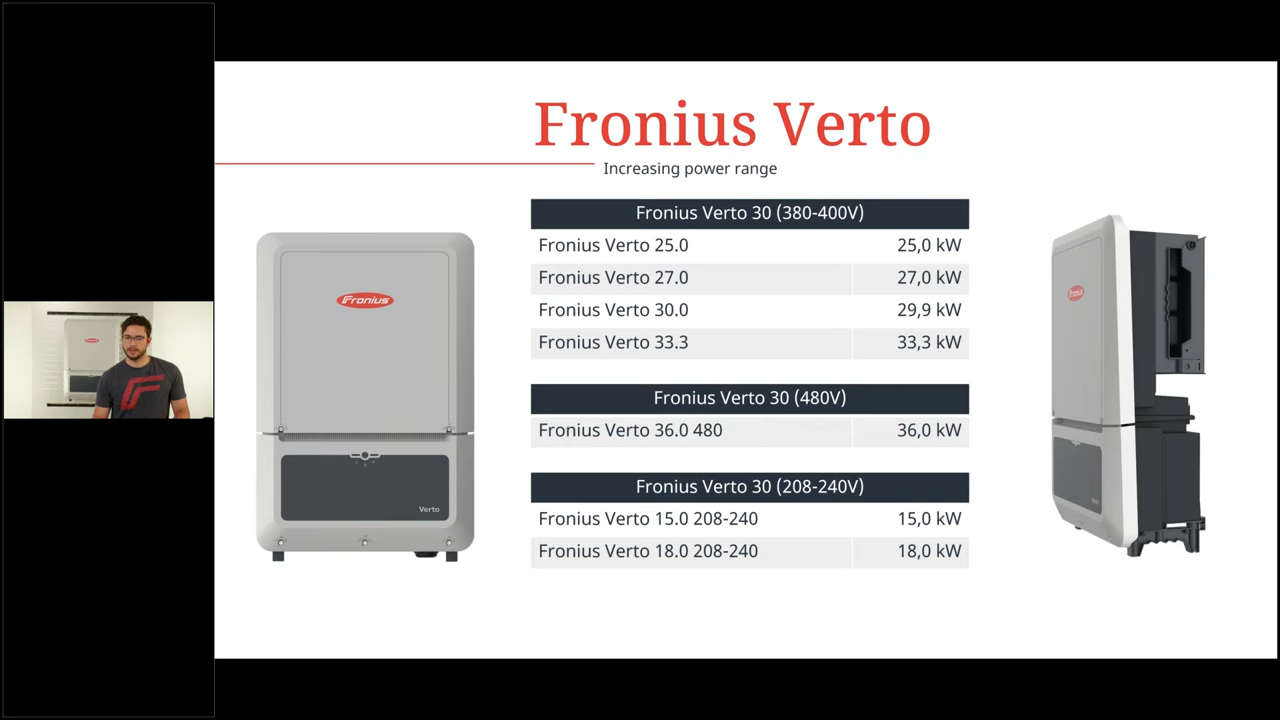 Fronius Verto
Increasing power range
Fronius Verto 30 (380-400V)
Fronius Verto 25.0 25,0 kW
Fronius Verto 27.0 27,0 kW
Fronius Verto 30.0 29,9 kW
Fronius Verto 33.3 33,3 kW
Fronius Verto 30 (480V)
Fronius Verto 36.0 480 36,0 kW
Fronius Verto 30 (208-240V)
Fronius Verto 15.0 208-240 15,0 kW
Fronius Verto 18.0 208-240 18,0 kW
Fronius
Verto
Fronius